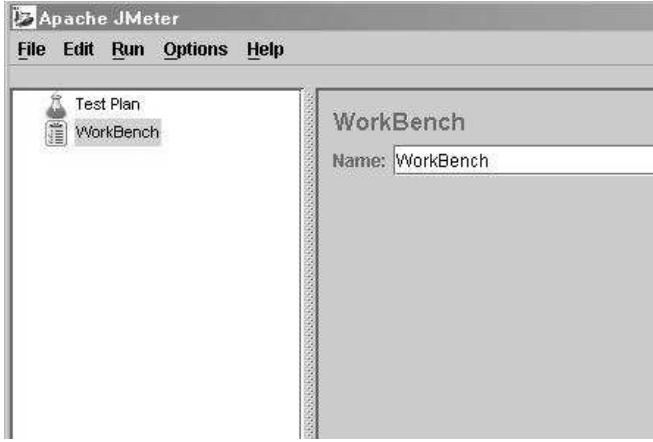 Apache JMeter
File Edit Run Options Help
Test Plan
WorkBench
WorkBench
Name: WorkBench